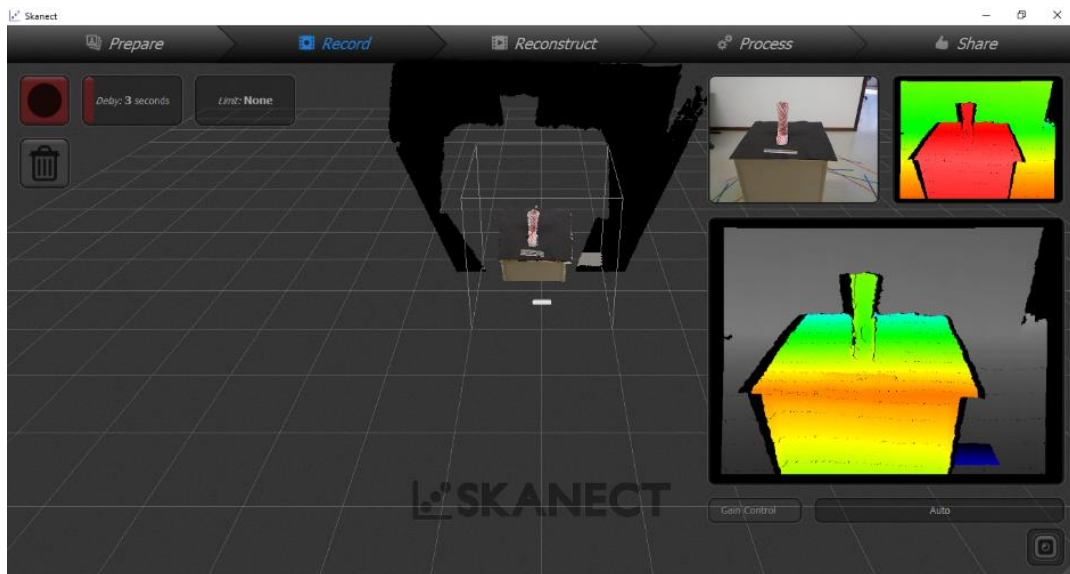 Skanect
Prepare
Record
Reconstruct
Process
Share
Delay: 3 seconds
Limit: None
SKANECT
Gain Control
Auto